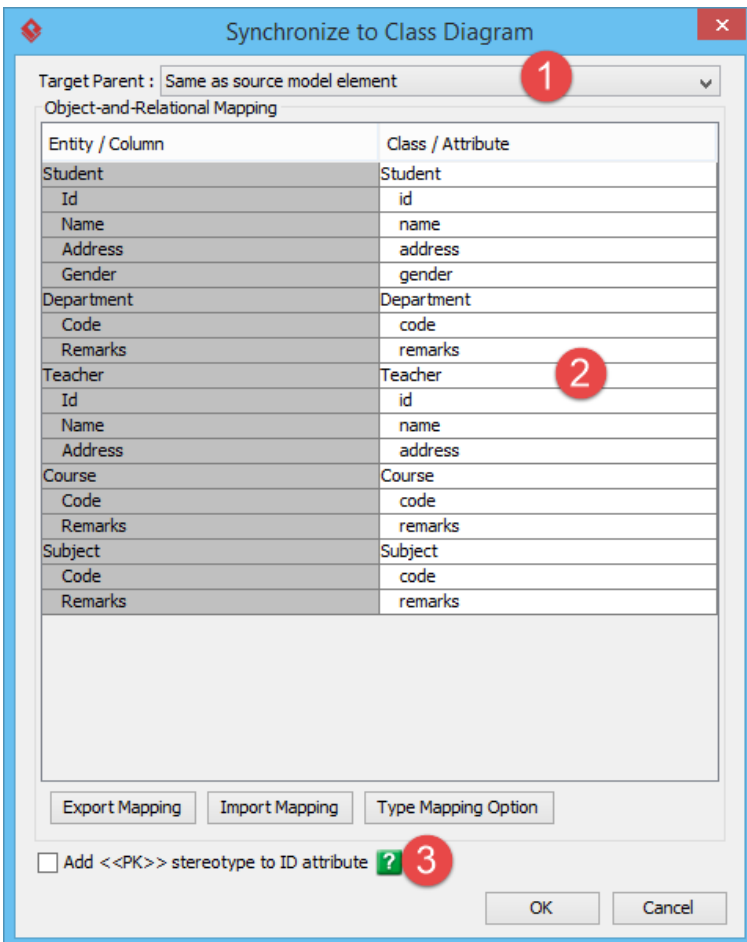 Synchronize to Class Diagram
Target Parent : Same as source model element 1
Object-and-Relational Mapping
Entity / Column Class / Attribute
Student Student
Id id
Name name
Address address
Gender gender
Department Department
Code code
Remarks remarks
Teacher Teacher 2
Id id
Name name
Address address
Course Course
Code code
Remarks remarks
Subject Subject
Code code
Remarks remarks
Export Mapping Import Mapping Type Mapping Option
Add <<PK>> stereotype to ID attribute ? 3
OK Cancel